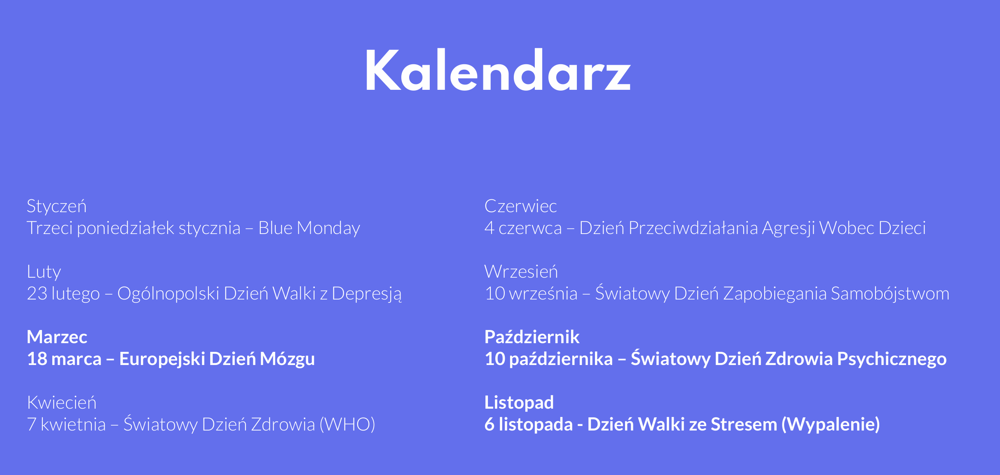 Kalendarz
Styczeń
Trzeci poniedziałek stycznia – Blue Monday
Luty
23 lutego – Ogólnopolski Dzień Walki z Depresją
Marzec
18 marca – Europejski Dzień Mózgu
Kwiecień
7 kwietnia – Światowy Dzień Zdrowia (WHO)
Czerwiec
4 czerwca – Dzień Przeciwdziałania Agresji Wobec Dzieci
Wrzesień
10 września – Światowy Dzień Zapobiegania Samobójstwom
Październik
10 października – Światowy Dzień Zdrowia Psychicznego
Listopad
6 listopada - Dzień Walki ze Stresem (Wypalenie)